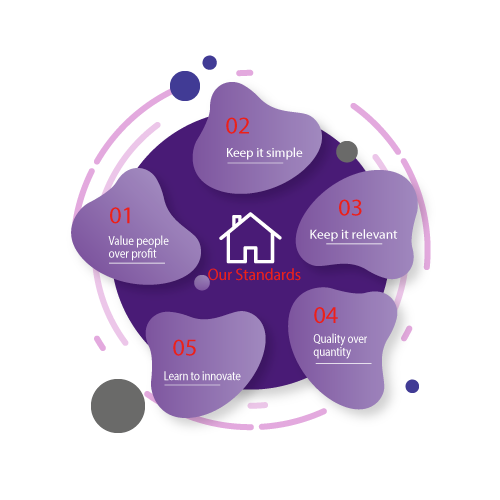 01
Value people
over profit
02
Keep it simple
03
Keep it relevant
Our Standards
04
Quality over
quantity
05
Learn to innovate